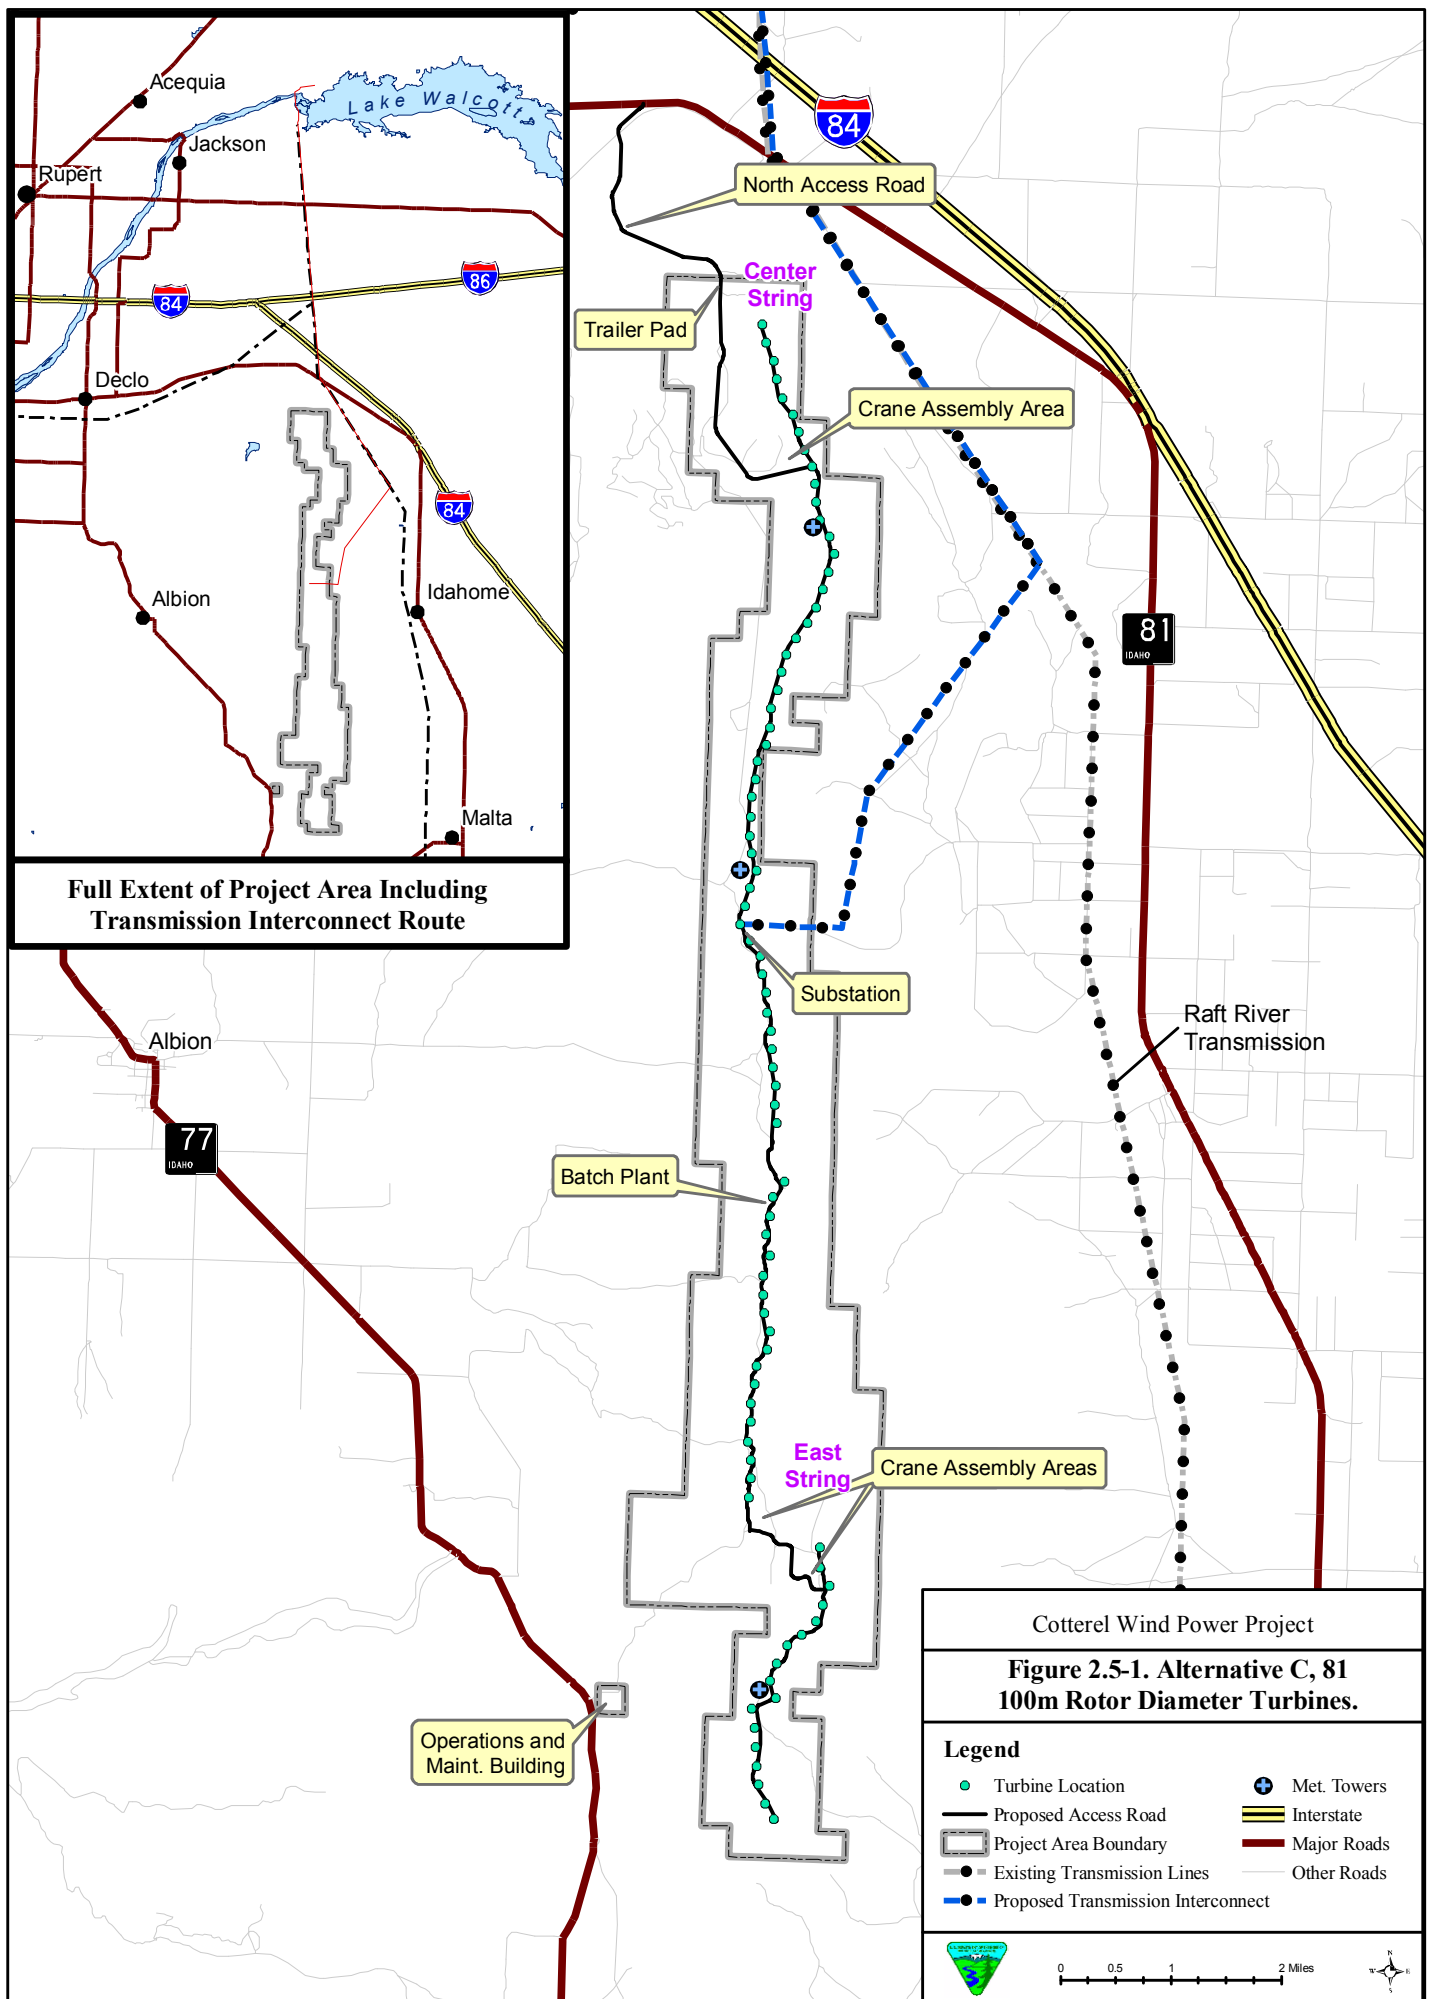 Acequia
Lake Walcott
Jackson
Rupert
86
84
Declo
84
Albion
Idahome
Malta
Full Extent of Project Area Including
Transmission Interconnect Route
84
North Access Road
Center
String
Trailer Pad
Crane Assembly Area
81
IDAHO
Substation
Raft River
Transmission
Albion
77
IDAHO
Batch Plant
East
String
Crane Assembly Areas
Operations and
Maint. Building
Cotterel Wind Power Project
Figure 2.5-1. Alternative C, 81
100m Rotor Diameter Turbines.
Legend
Turbine Location
Met. Towers
Proposed Access Road
Interstate
Project Area Boundary
Major Roads
Existing Transmission Lines
Other Roads
Proposed Transmission Interconnect
0 0.5 1 2 Miles
N
W E
S